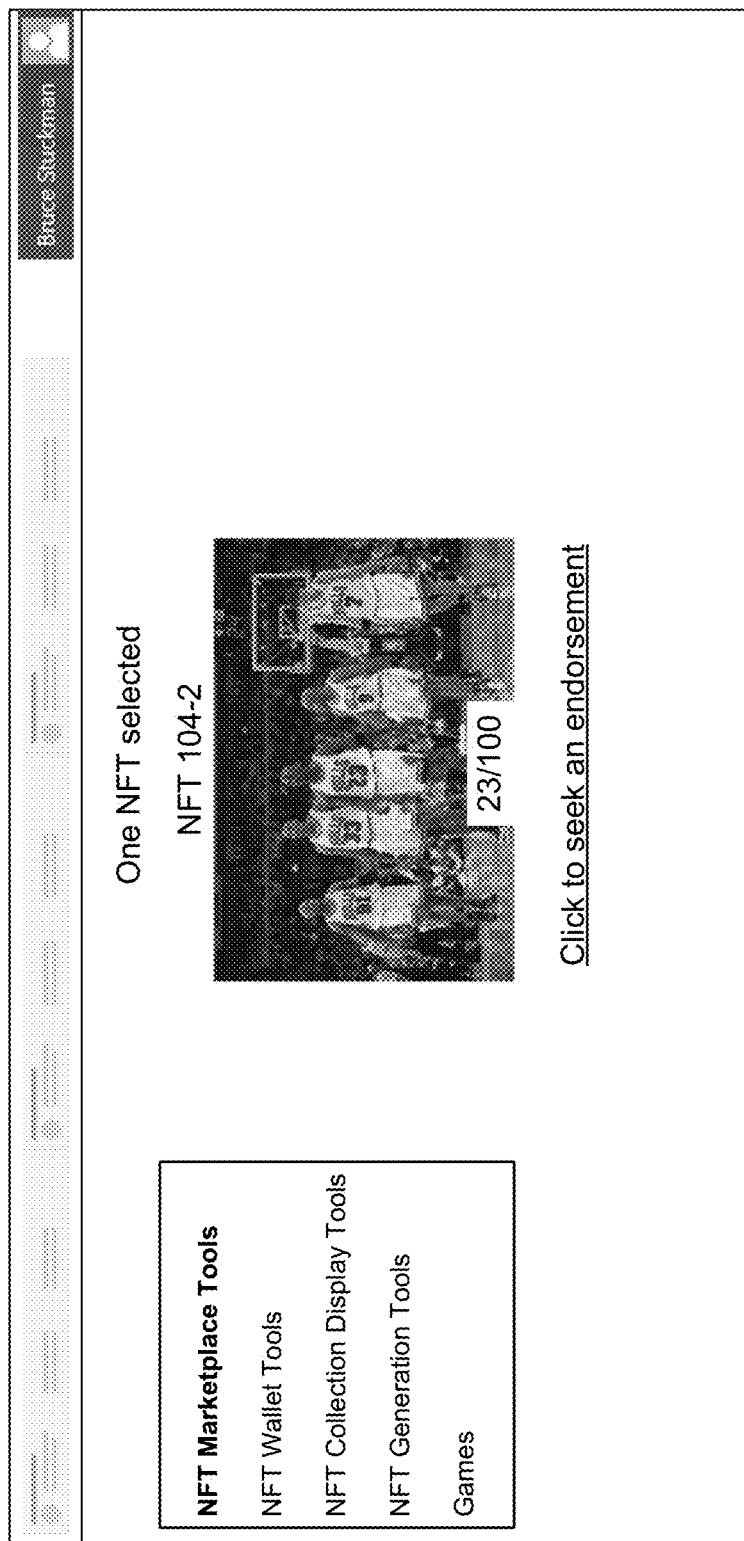 Bruce Stuckman
One NFT selected
NFT 104-2
23/100
Click to seek an endorsement
NFT Marketplace Tools
NFT Wallet Tools
NFT Collection Display Tools
NFT Generation Tools
Games